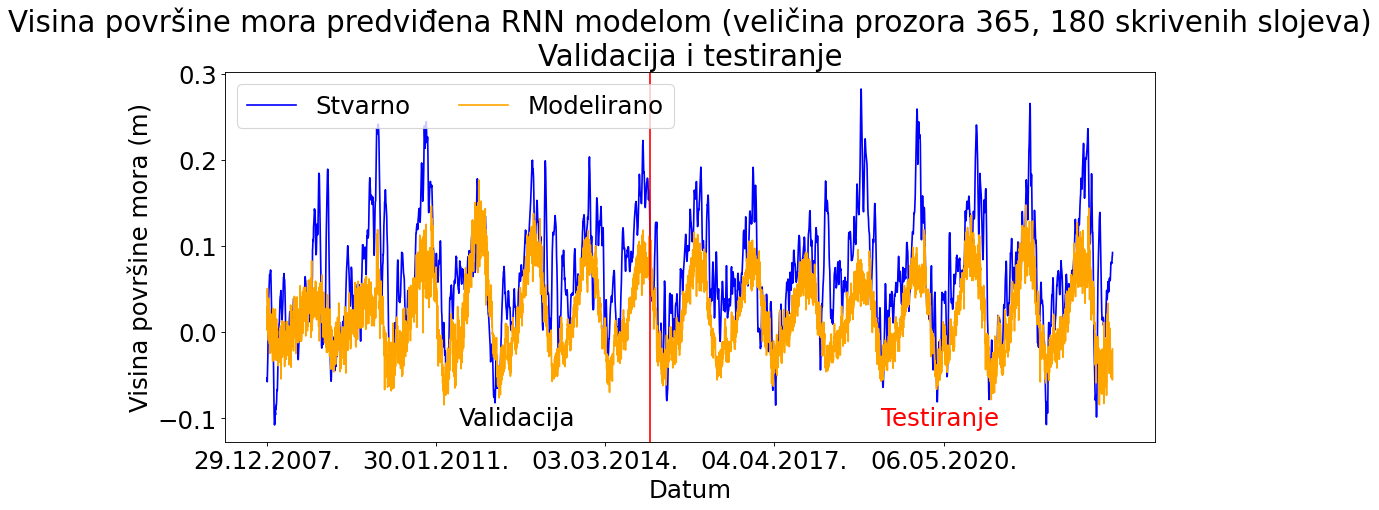 Visina površine mora predviđena RNN modelom (veličina prozora 365, 180 skrivenih slojeva)
Validacija i testiranje
Stvarno Modelirano
Visina površine mora (m)
0.3
0.2
0.1
0.0
−0.1
Validacija
Testiranje
29.12.2007. 30.01.2011. 03.03.2014. 04.04.2017. 06.05.2020.
Datum